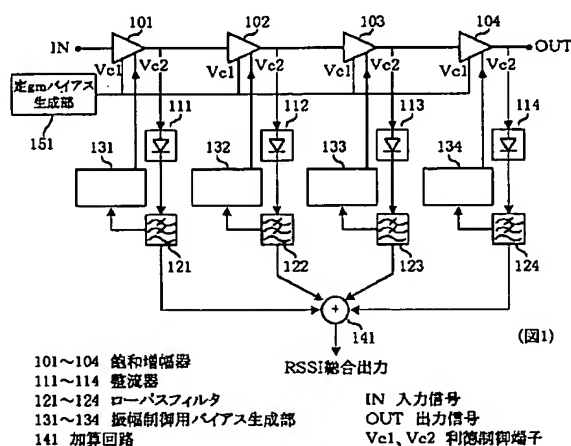 101
102
103
104
IN
OUT
Vc1
Vc2
Vc1
Vc2
Vc1
Vc2
Vc1
Vc2
定gmバイアス
生成部
151
111
112
113
114
131
132
133
134
121
122
123
124
+
141
RSSI総合出力
(図1)
101～104 飽和増幅器
111～114 整流器
121～124 ローパスフィルタ
131～134 振幅制御用バイアス生成部
141 加算回路
IN 入力信号
OUT 出力信号
Vc1、Vc2 利得制御端子